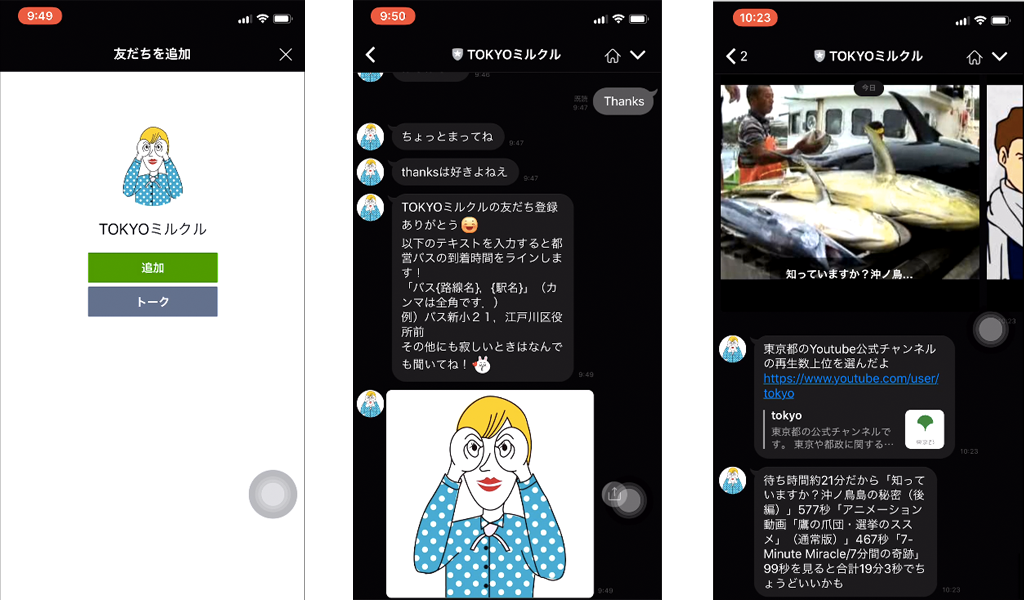 9:49
友だちを追加
TOKYOミルクル
追加
トーク
9:50
TOKYOミルクル
9:46
既読
9:47
Thanks
ちょっとまってね
9:47
thanksは好きよねえ
9:47
TOKYOミルクルの友だち登録
ありがとう
以下のテキストを入力すると都
営バスの到着時間をラインしま
す！
「バス{路線名}，{駅名}」（カ
ンマは全角です．）
例）バス新小２１，江戸川区役
所前
その他にも寂しいときはなんで
も聞いてね！
9:49
9:49
10:23
2
TOKYOミルクル
今日
知っていますか？沖ノ鳥...
10:23
東京都のYoutube公式チャンネル
の再生数上位を選んだよ
https://www.youtube.com/user/
tokyo
tokyo
東京都の公式チャンネルで
す。 東京や都政に関する…
10:23
待ち時間約21分だから「知って
いますか？沖ノ鳥島の秘密（後
編）」577秒「アニメーション
動画「鷹の爪団・選挙のスス
メ」（通常版）」467秒「7-
Minute Miracle/7分間の奇跡」
99秒を見ると合計19分3秒でち
ょうどいいかも
10:23